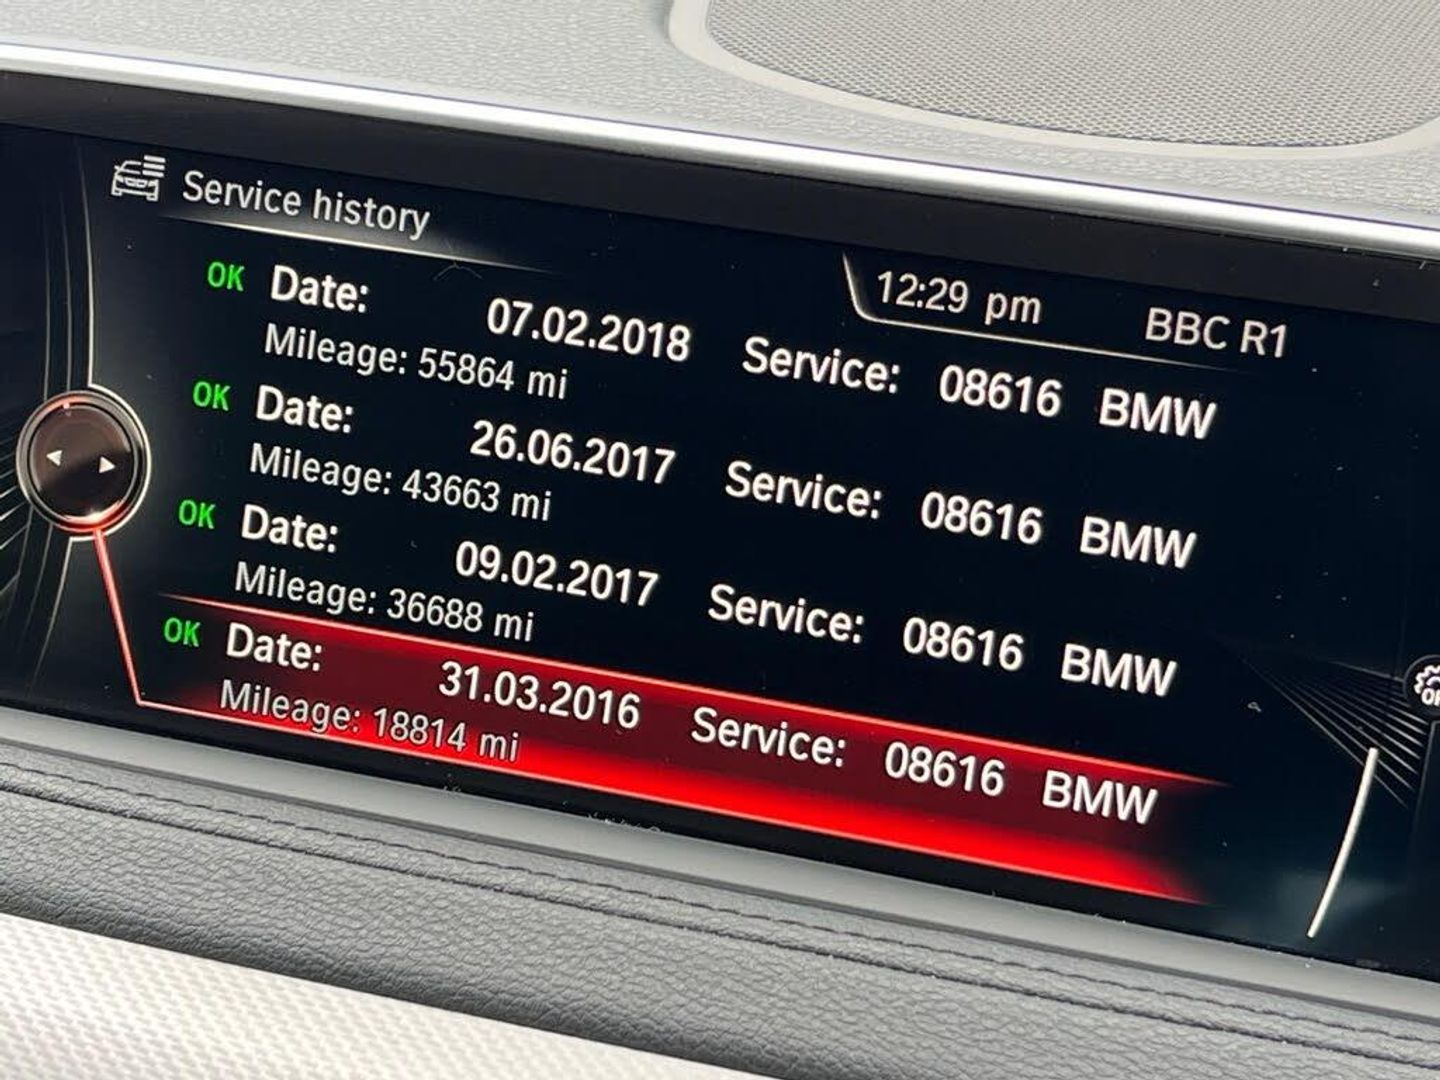 Service history
12:29 pm BBC R1
OK Date: 07.02.2018 Service: 08616 BMW
Mileage: 55864 mi
OK Date: 26.06.2017 Service: 08616 BMW
Mileage: 43663 mi
OK Date: 09.02.2017 Service: 08616 BMW
Mileage: 36688 mi
OK Date: 31.03.2016 Service: 08616 BMW
Mileage: 18814 mi